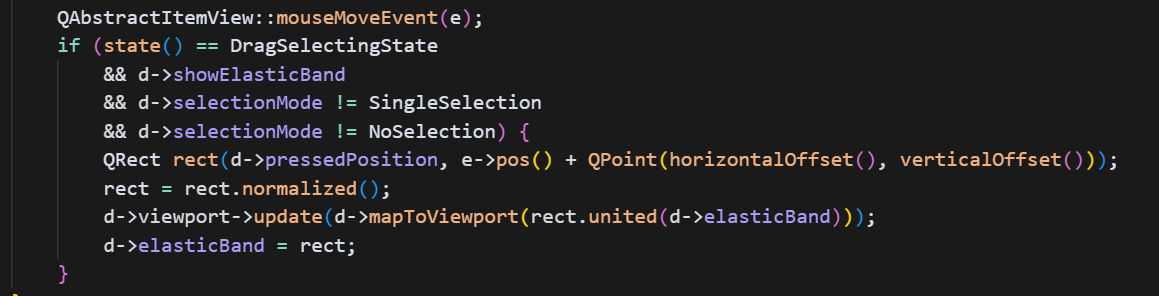 QAbstractItemView::mouseMoveEvent(e);
if (state() == DragSelectingState
&& d->showElasticBand
&& d->selectionMode != SingleSelection
&& d->selectionMode != NoSelection) {
QRect rect(d->pressedPosition, e->pos() + QPoint(horizontalOffset(), verticalOffset()));
rect = rect.normalized();
d->viewport->update(d->mapToViewport(rect.united(d->elasticBand)));
d->elasticBand = rect;
}